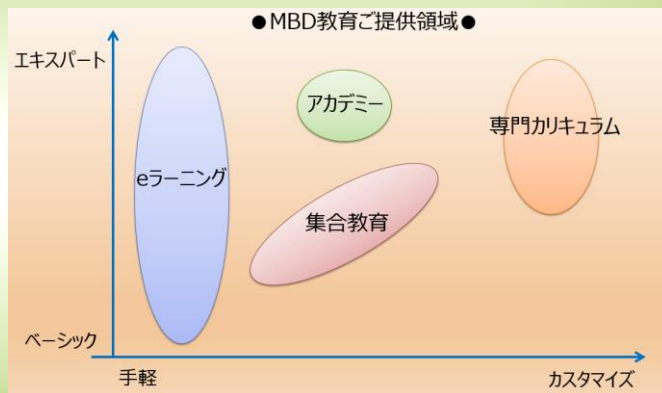 ●MBD教育ご提供領域●
エキスパート
アカデミー
専門カリキュラム
eラーニング
集合教育
ベーシック
手軽
カスタマイズ